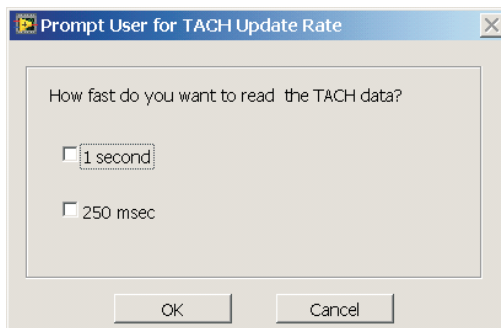 Prompt User for TACH Update Rate
How fast do you want to read the TACH data?
1 second
250 msec
OK
Cancel